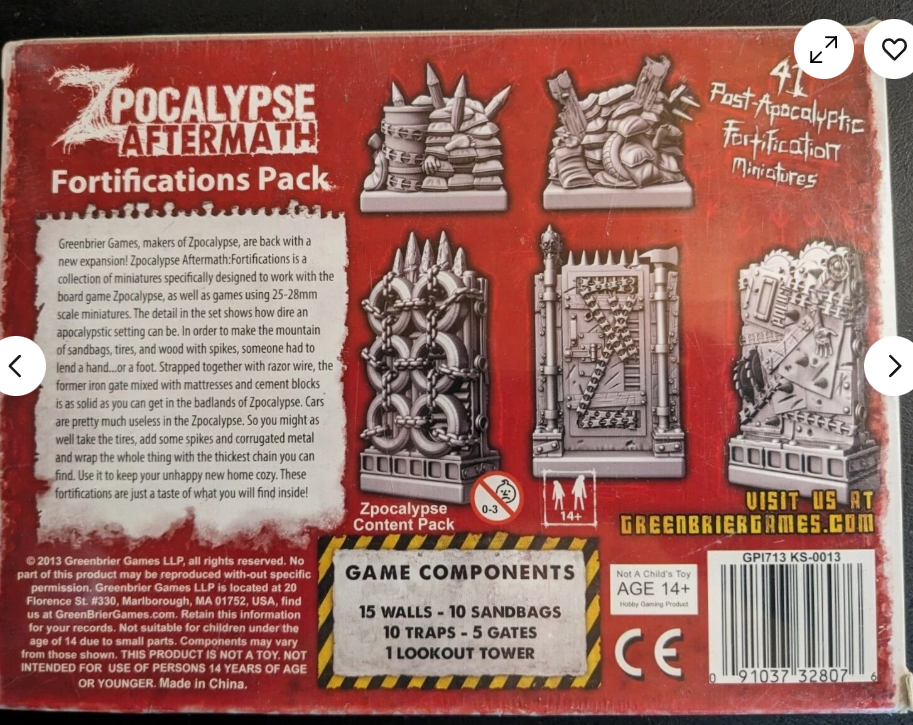 ZPOCALYPSE
AFTERMATH
Fortifications Pack
41
Post-Apocalyptic
Fortification
Miniatures
Greenbrier Games, makers of Zpocalypse, are back with a
new expansion! Zpocalypse Aftermath:Fortifications is a
collection of miniatures specifically designed to work with the
board game Zpocalypse, as well as games using 25-28mm
scale miniatures. The detail in the set shows how dire an
apocalypstic setting can be. In order to make the mountain
of sandbags, tires, and wood with spikes, someone had to
lend a hand...or a foot. Strapped together with razor wire, the
former iron gate mixed with mattresses and cement blocks
is as solid as you can get in the badlands of Zpocalypse. Cars
are pretty much useless in the Zpocalypse. So you might as
well take the tires, add some spikes and corrugated metal
and wrap the whole thing with the thickest chain you can
find. Use it to keep your unhappy new home cozy. These
fortifications are just a taste of what you will find inside!
Zpocalypse
Content Pack
0-3
14+
VISIT US AT
GREENBRIERGAMES.COM
© 2013 Greenbrier Games LLP, all rights reserved. No
part of this product may be reproduced with-out specific
permission. Greenbrier Games LLP is located at 20
Florence St. #330, Marlborough, MA 01752, USA, find
us at GreenBrierGames.com. Retain this information
for your records. Not suitable for children under the
age of 14 due to small parts. Components may vary
from those shown. THIS PRODUCT IS NOT A TOY. NOT
INTENDED FOR USE OF PERSONS 14 YEARS OF AGE
OR YOUNGER. Made in China.
GAME COMPONENTS
15 WALLS - 10 SANDBAGS
10 TRAPS - 5 GATES
1 LOOKOUT TOWER
Not A Child's Toy
AGE 14+
Hobby Gaming Product
CE
GPI713 KS-0013
0 91037 32807 6